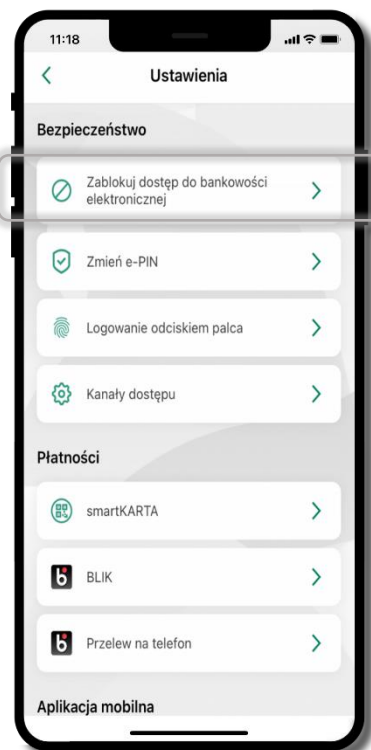 11:18
Ustawienia
Bezpieczeństwo
Zablokuj dostęp do bankowości
elektronicznej
Zmień e-PIN
Logowanie odciskiem palca
Kanały dostępu
Płatności
smartKARTA
BLIK
Przelew na telefon
Aplikacja mobilna